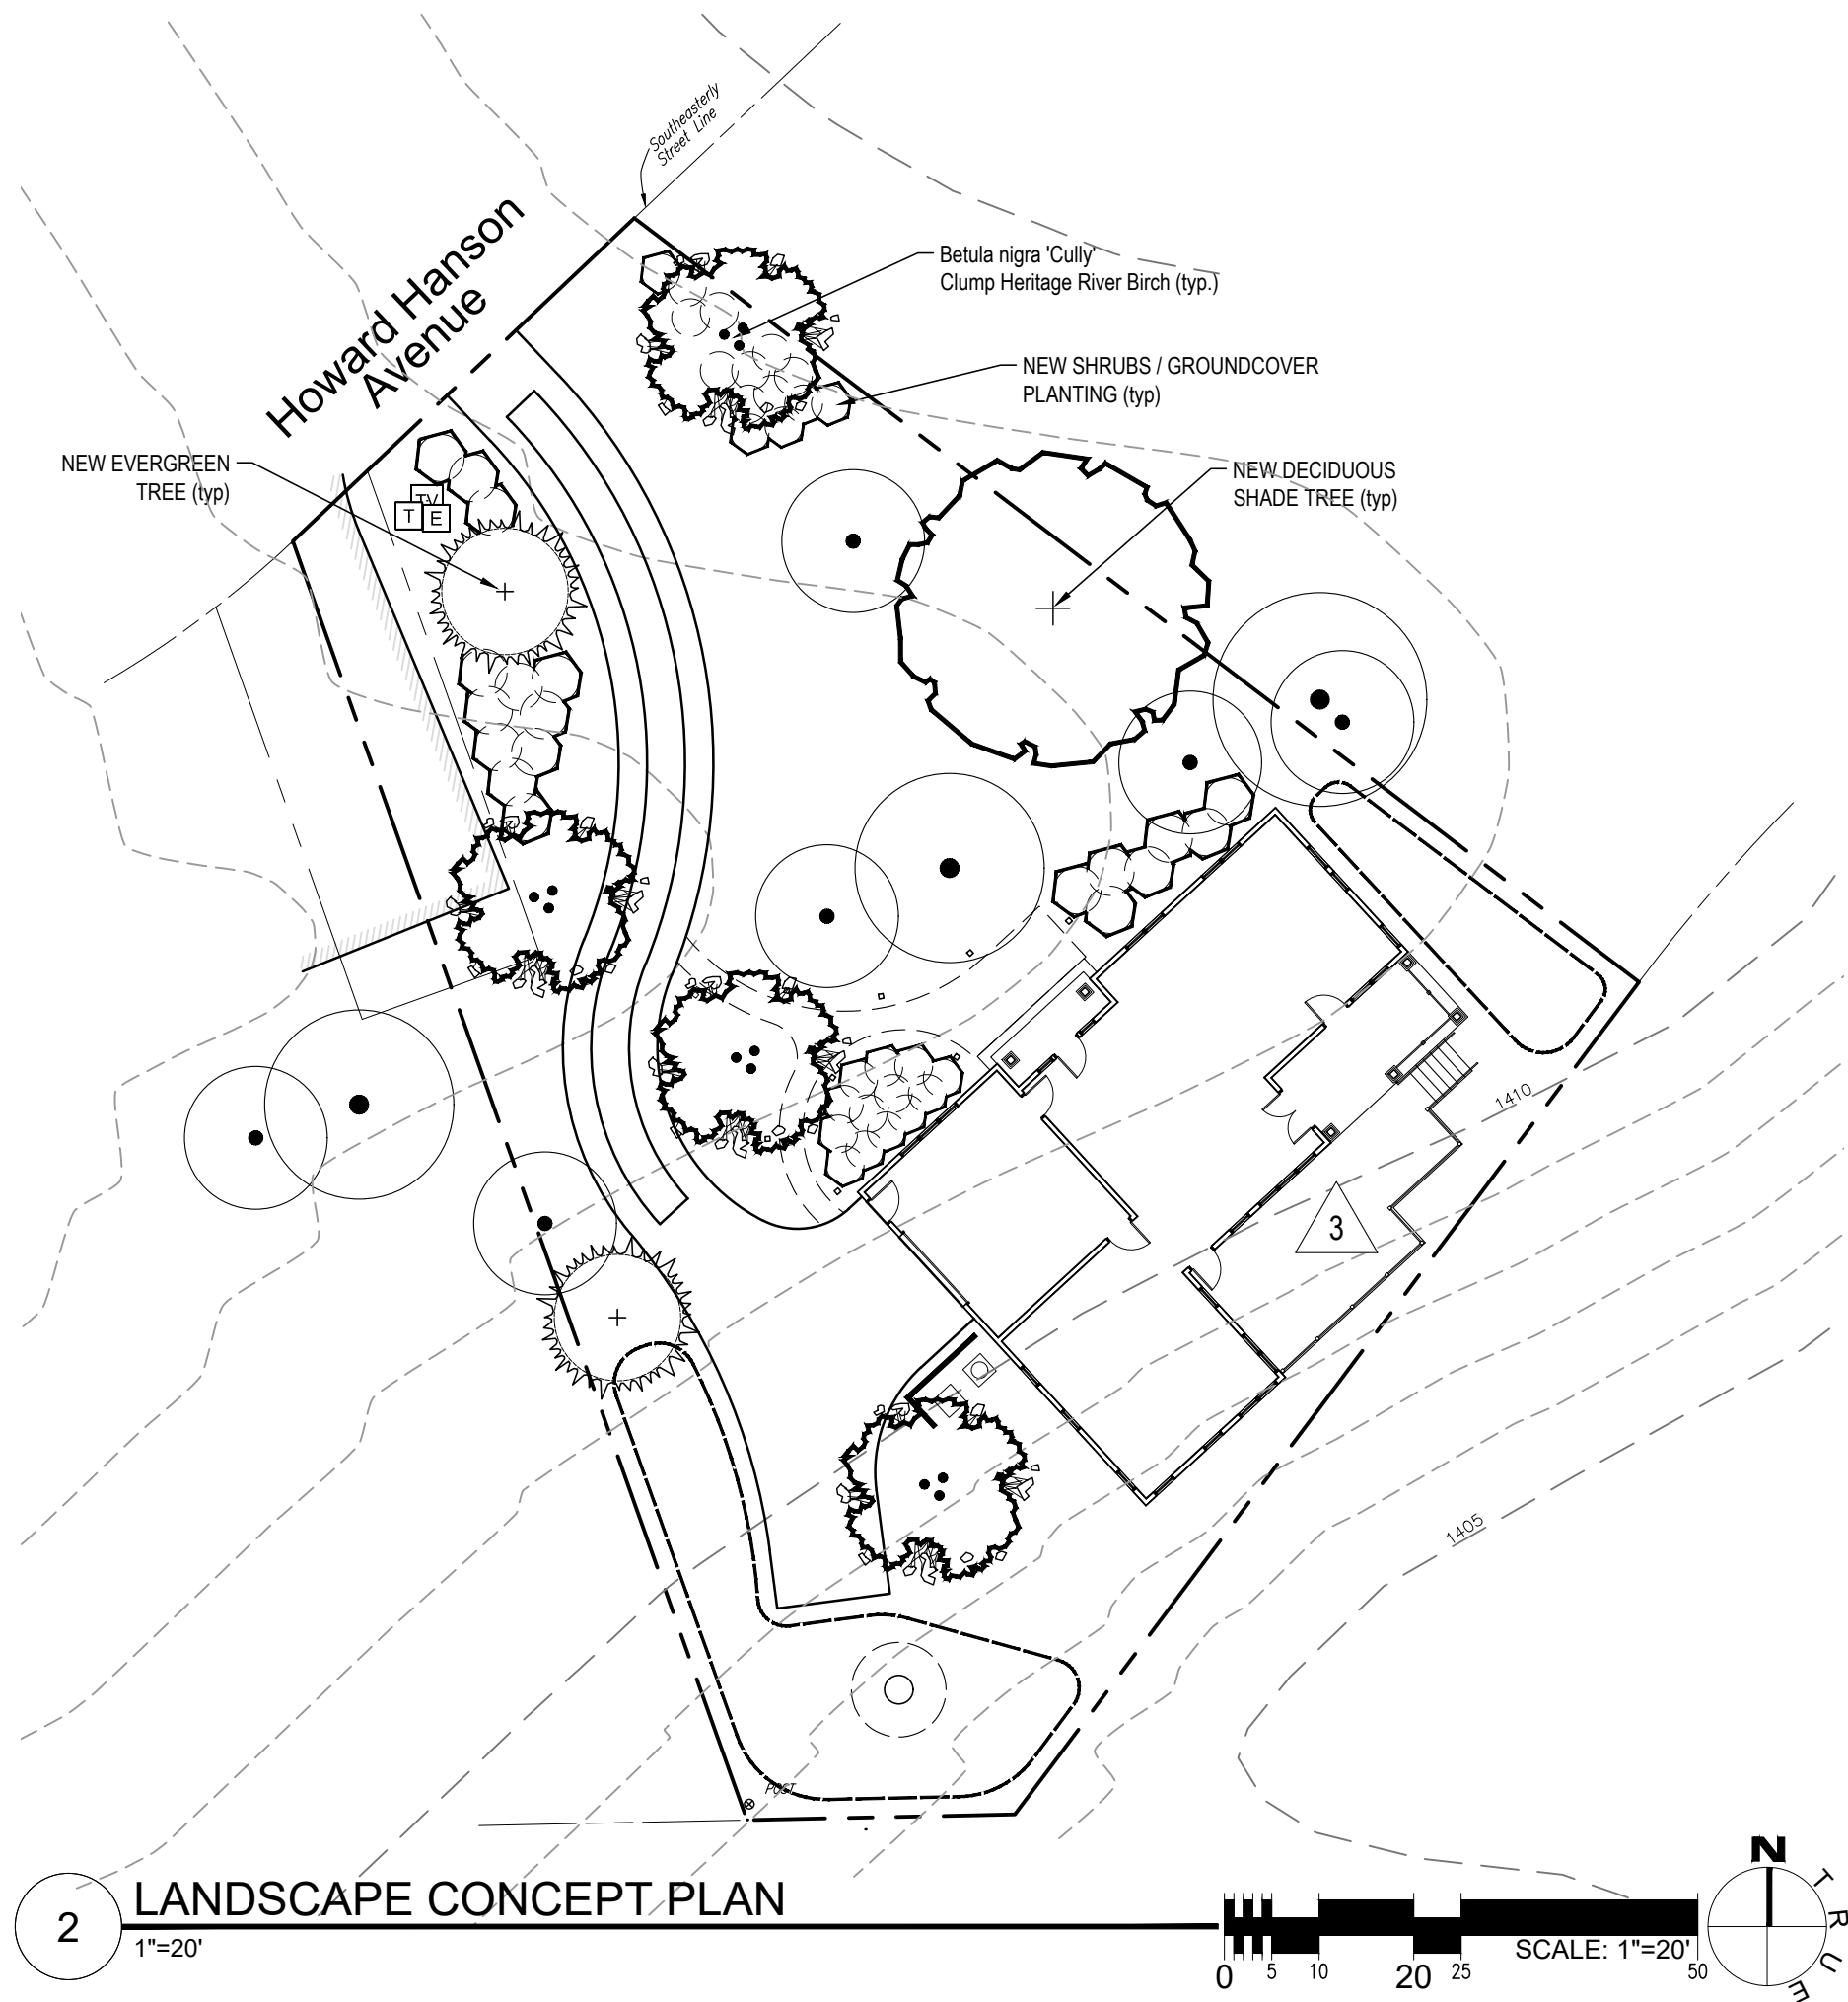 Southeasterly
Street Line
Howard Hanson
Avenue
Betula nigra 'Cully'
Clump Heritage River Birch (typ.)
NEW SHRUBS / GROUNDCOVER
PLANTING (typ)
NEW EVERGREEN
TREE (typ)
NEW DECIDUOUS
SHADE TREE (typ)
TV
T
E
1410
3
1405
POST
2
LANDSCAPE CONCEPT PLAN
1"=20'
SCALE: 1"=20'
0 5 10 20 25 50
N
TRUE